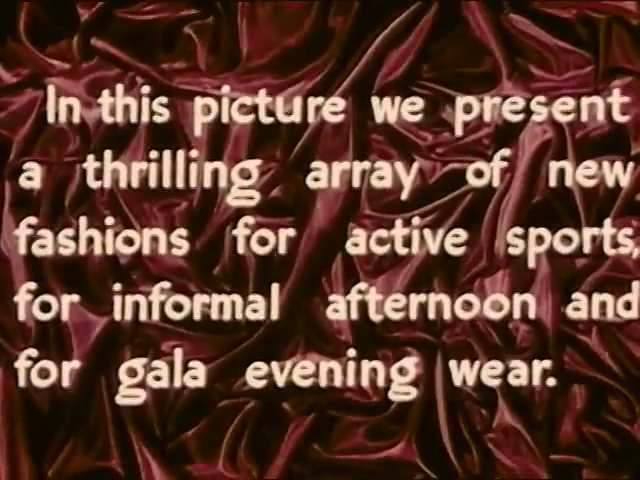 In this picture we present
a thrilling array of new
fashions for active sports,
for informal afternoon and
for gala evening wear.